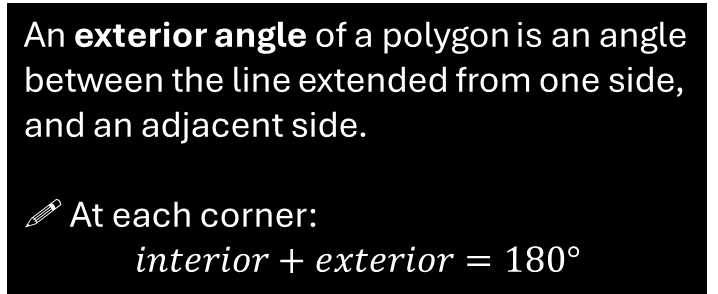 An exterior angle of a polygon is an angle
between the line extended from one side,
and an adjacent side.
At each corner:
interior + exterior = 180°